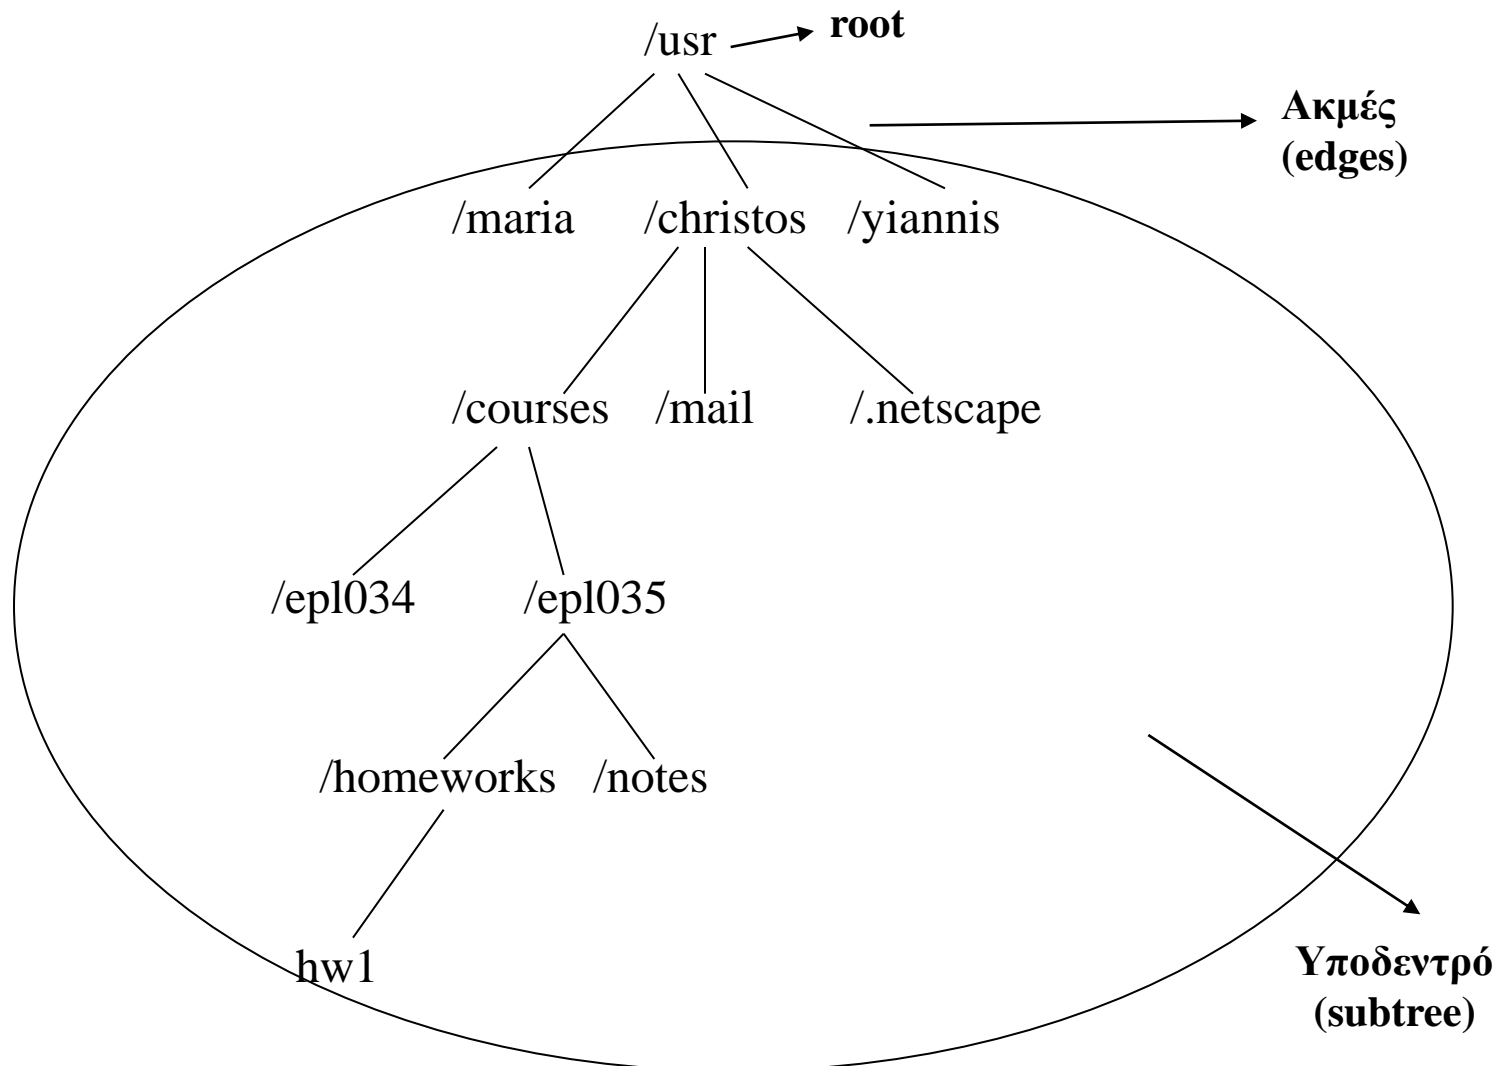 /usr
root
Ακμές
(edges)
/maria
/christos
/yiannis
/courses
/mail
/.netscape
/epl034
/epl035
/homeworks
/notes
hw1
Υποδεντρό
(subtree)